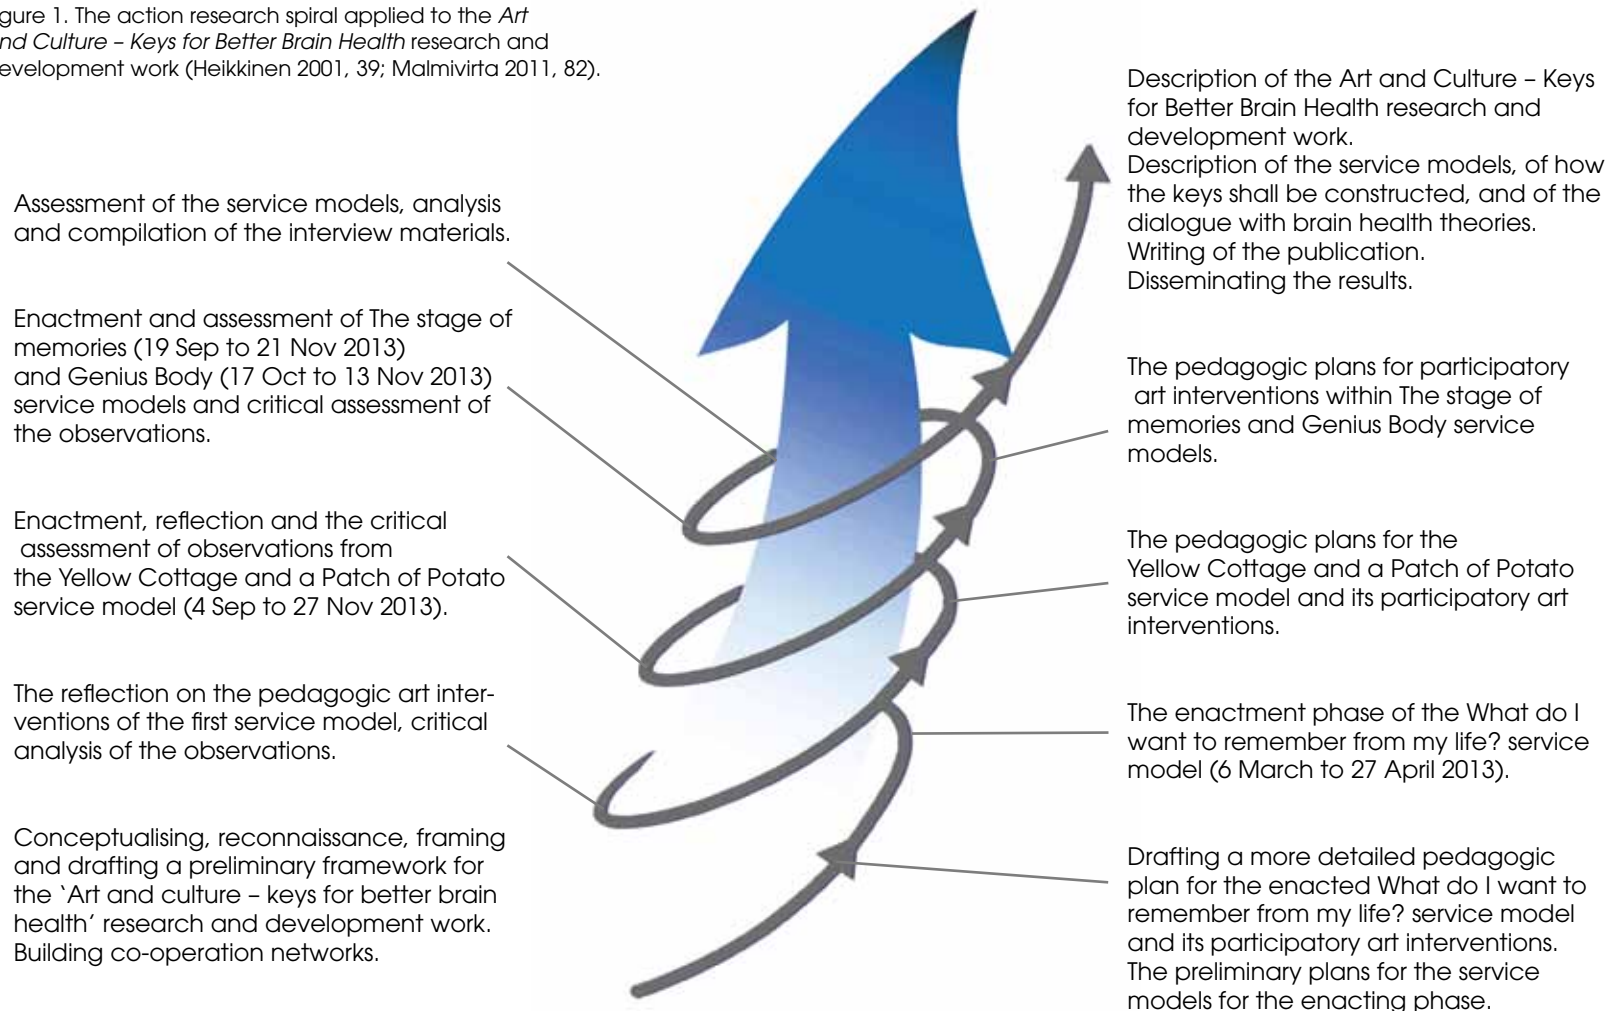 gure 1. The action research spiral applied to the Art
nd Culture – Keys for Better Brain Health research and
evelopment work (Heikkinen 2001, 39; Malmivirta 2011, 82).
Assessment of the service models, analysis
and compilation of the interview materials.
Enactment and assessment of The stage of
memories (19 Sep to 21 Nov 2013)
and Genius Body (17 Oct to 13 Nov 2013)
service models and critical assessment of
the observations.
Enactment, reflection and the critical
assessment of observations from
the Yellow Cottage and a Patch of Potato
service model (4 Sep to 27 Nov 2013).
The reflection on the pedagogic art inter-
ventions of the first service model, critical
analysis of the observations.
Conceptualising, reconnaissance, framing
and drafting a preliminary framework for
the ‘Art and culture – keys for better brain
health’ research and development work.
Building co-operation networks.
Description of the Art and Culture – Keys
for Better Brain Health research and
development work.
Description of the service models, of how
the keys shall be constructed, and of the
dialogue with brain health theories.
Writing of the publication.
Disseminating the results.
The pedagogic plans for participatory
art interventions within The stage of
memories and Genius Body service
models.
The pedagogic plans for the
Yellow Cottage and a Patch of Potato
service model and its participatory art
interventions.
The enactment phase of the What do I
want to remember from my life? service
model (6 March to 27 April 2013).
Drafting a more detailed pedagogic
plan for the enacted What do I want to
remember from my life? service model
and its participatory art interventions.
The preliminary plans for the service
models for the enacting phase.